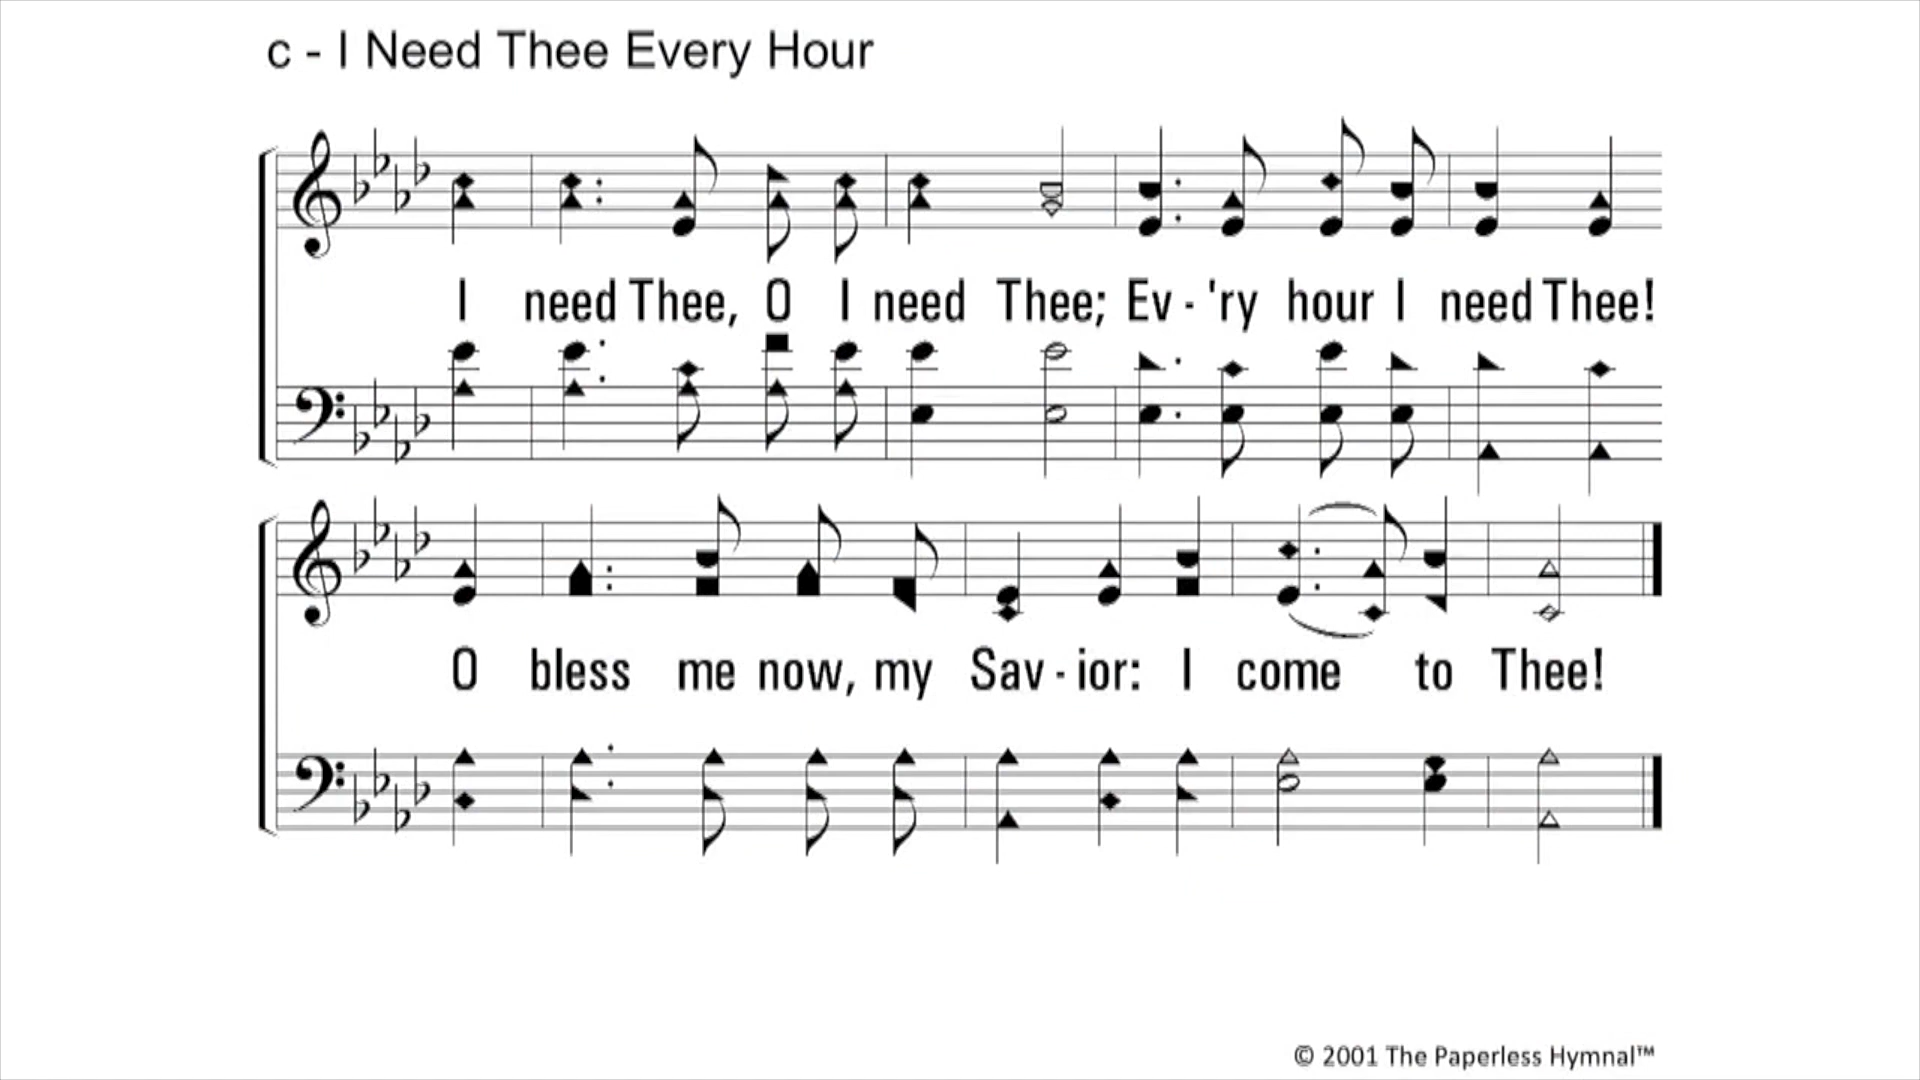 c - I Need Thee Every Hour
I need Thee, O I need Thee; Ev - 'ry hour I need Thee!
O bless me now, my Sav - ior: I come to Thee!
© 2001 The Paperless Hymnal™